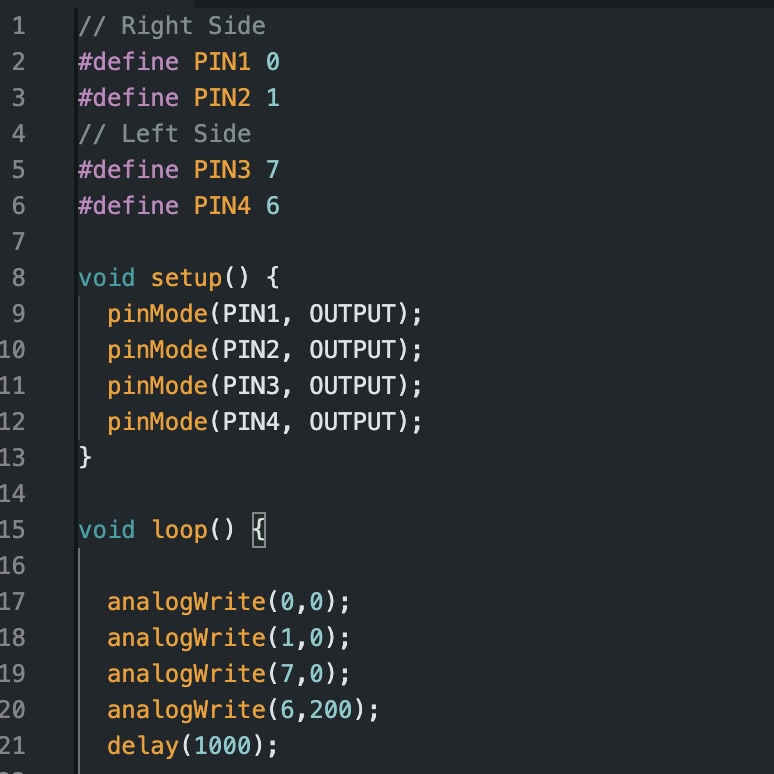 1 // Right Side
2 #define PIN1 0
3 #define PIN2 1
4 // Left Side
5 #define PIN3 7
6 #define PIN4 6
7
8 void setup() {
9   pinMode(PIN1, OUTPUT);
10   pinMode(PIN2, OUTPUT);
11   pinMode(PIN3, OUTPUT);
12   pinMode(PIN4, OUTPUT);
13 }
14
15 void loop() {
16
17   analogWrite(0,0);
18   analogWrite(1,0);
19   analogWrite(7,0);
20   analogWrite(6,200);
21   delay(1000);